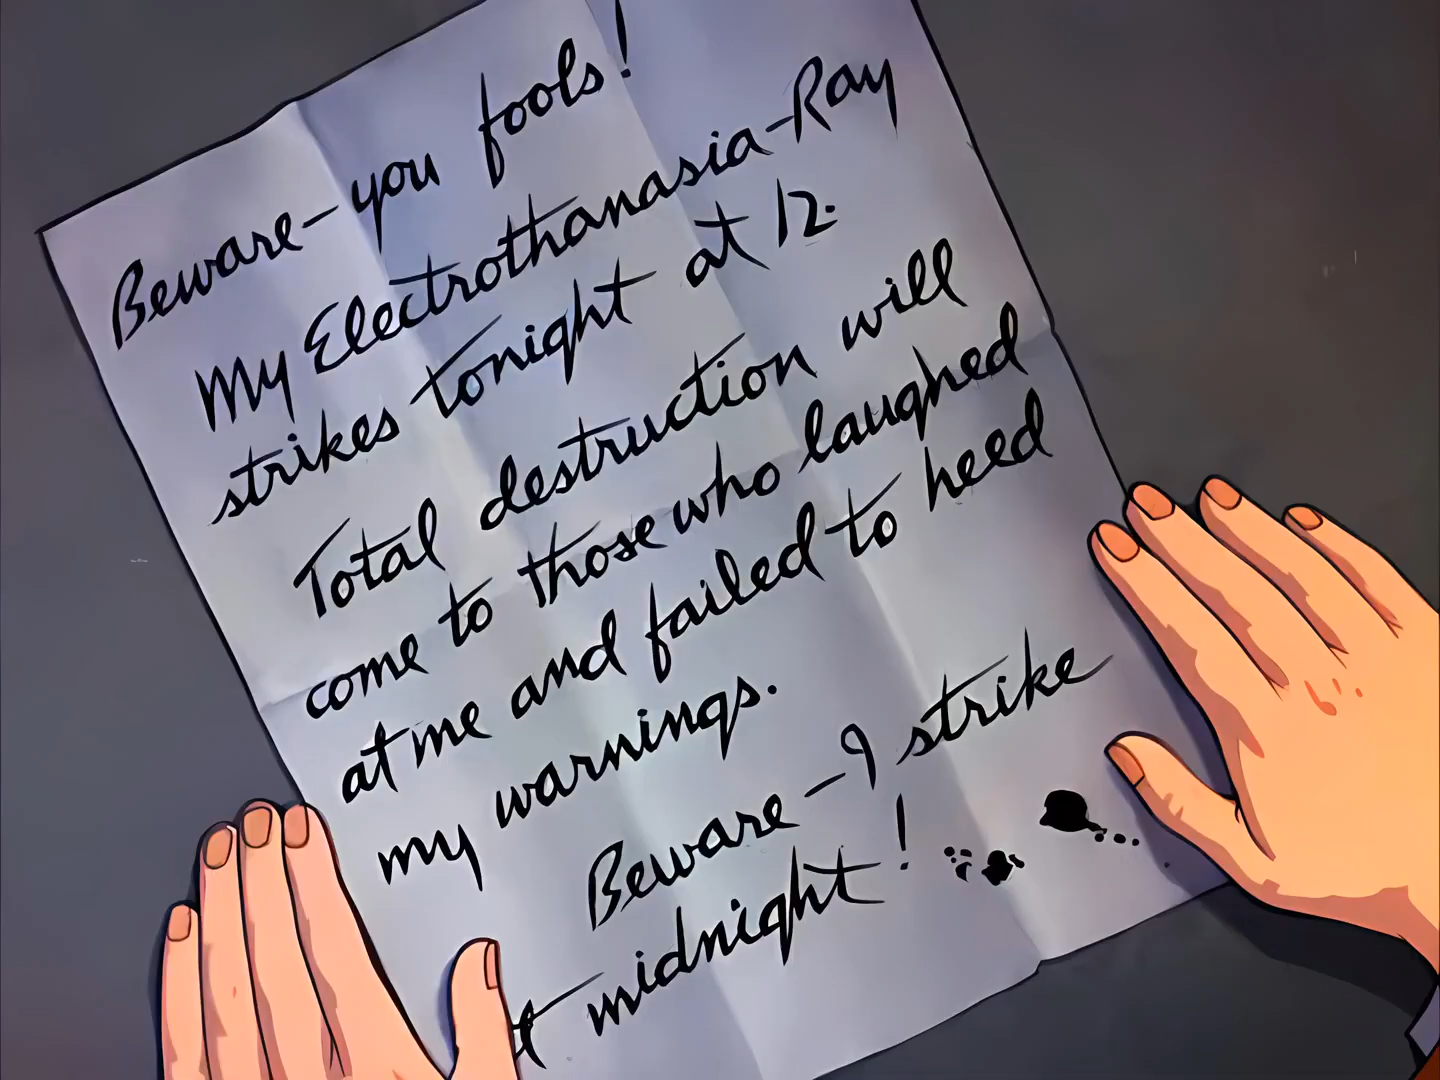 Beware-you fools!
My Electrothanasia-Ray
strikes tonight at 12.
Total destruction will
come to those who laughed
at me and failed to heed
my warnings.
Beware-I strike
at midnight!